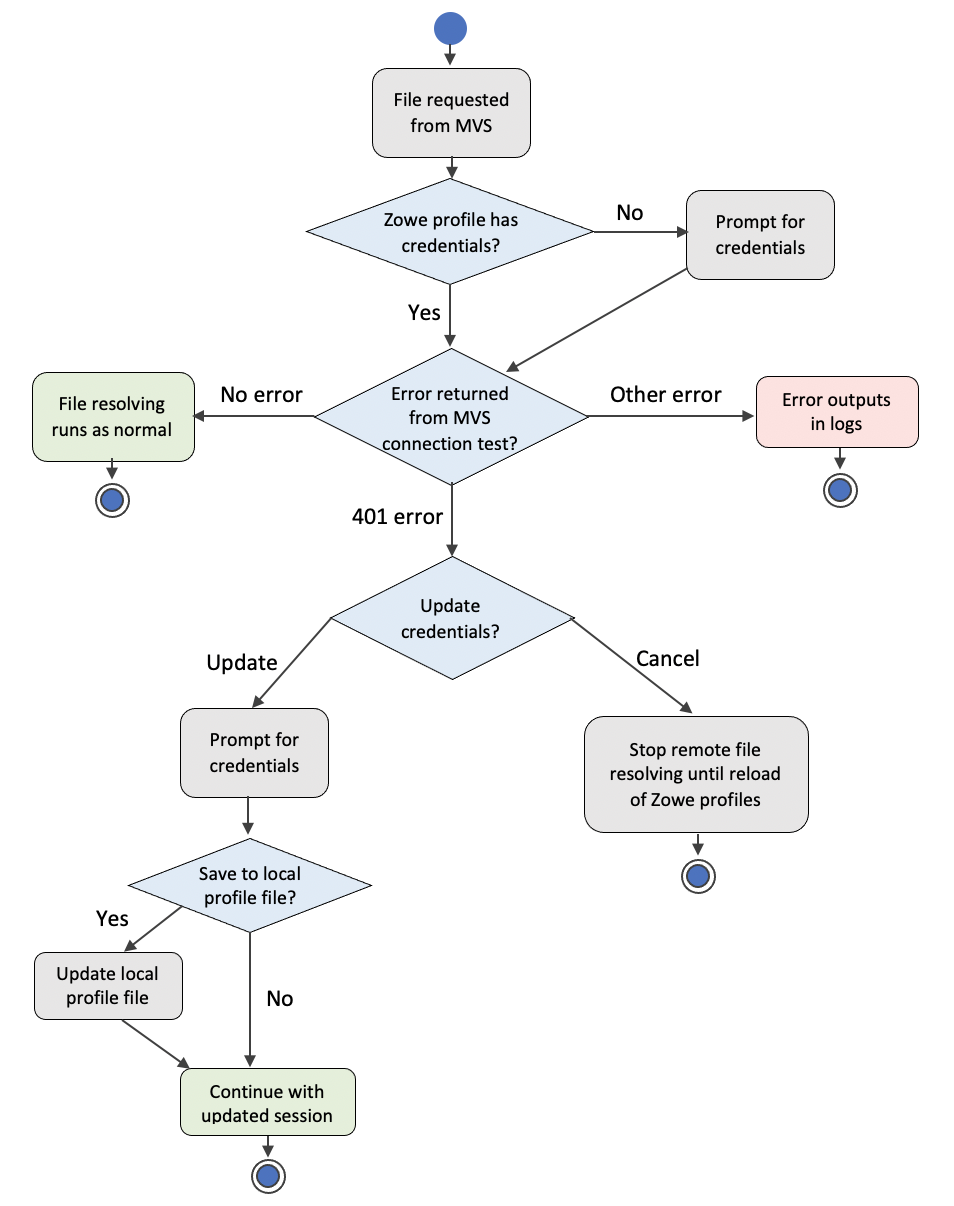 File requested
from MVS
Zowe profile has
credentials?
No
Prompt for
credentials
Yes
Error returned
from MVS
connection test?
No error
File resolving
runs as normal
Other error
Error outputs
in logs
401 error
Update
credentials?
Update
Cancel
Prompt for
credentials
Stop remote file
resolving until reload
of Zowe profiles
Save to local
profile file?
Yes
Update local
profile file
No
Continue with
updated session